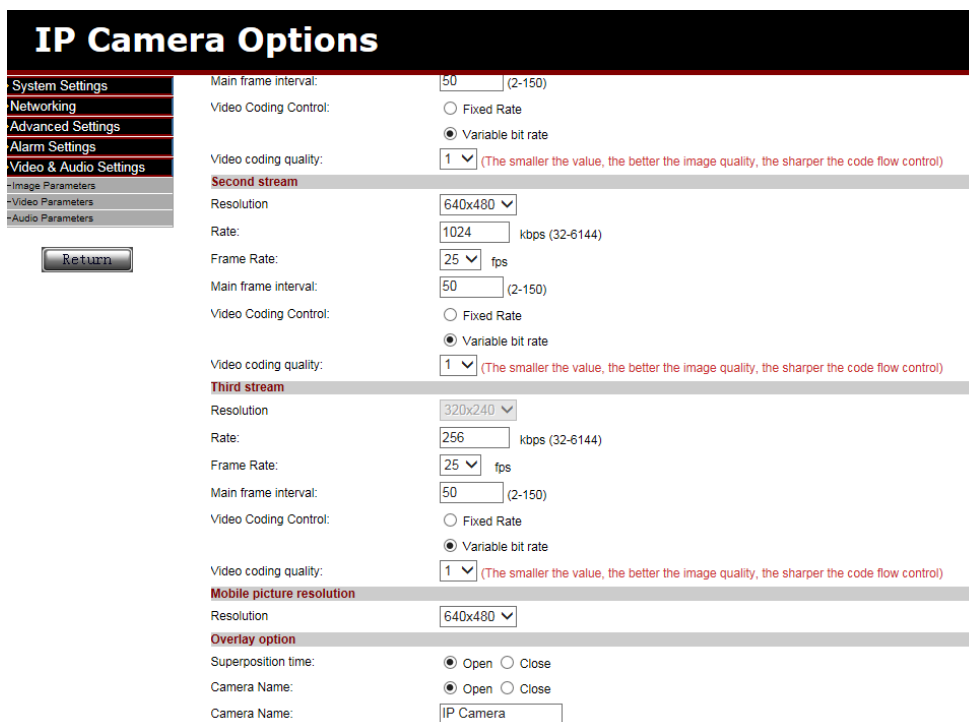 IP Camera Options
System Settings
Networking
Advanced Settings
Alarm Settings
Video & Audio Settings
Image Parameters
Video Parameters
Audio Parameters
Return
Main frame interval: 50 (2-150)
Video Coding Control: Fixed Rate
Variable bit rate
Video coding quality: 1 (The smaller the value, the better the image quality, the sharper the code flow control)
Second stream
Resolution 640x480
Rate: 1024 kbps (32-6144)
Frame Rate: 25 fps
Main frame interval: 50 (2-150)
Video Coding Control: Fixed Rate
Variable bit rate
Video coding quality: 1 (The smaller the value, the better the image quality, the sharper the code flow control)
Third stream
Resolution 320x240
Rate: 256 kbps (32-6144)
Frame Rate: 25 fps
Main frame interval: 50 (2-150)
Video Coding Control: Fixed Rate
Variable bit rate
Video coding quality: 1 (The smaller the value, the better the image quality, the sharper the code flow control)
Mobile picture resolution
Resolution 640x480
Overlay option
Superposition time: Open Close
Camera Name: Open Close
Camera Name: IP Camera